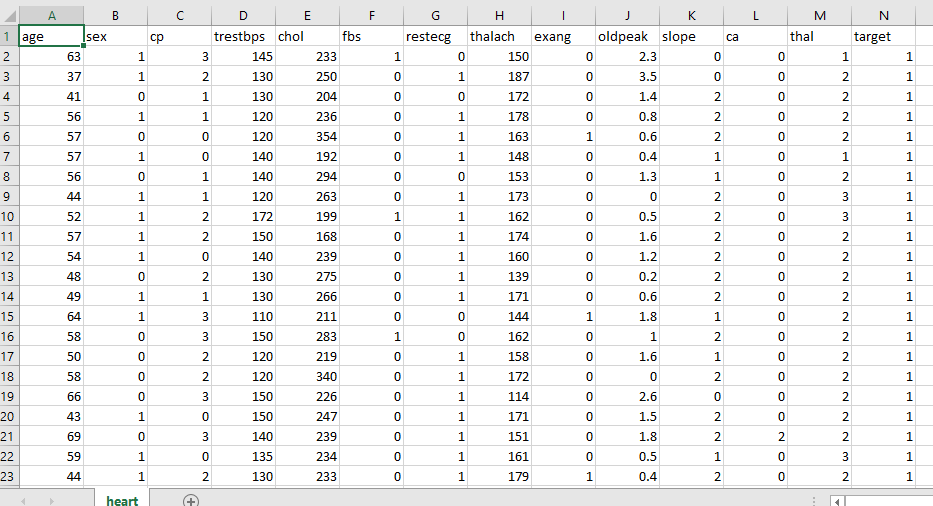 A B C D E F G H I J K L M N
1 age sex cp trestbps chol fbs restecg thalach exang oldpeak slope ca thal target
2 63 1 3 145 233 1 0 150 0 2.3 0 0 1 1
3 37 1 2 130 250 0 1 187 0 3.5 0 0 2 1
4 41 0 1 130 204 0 0 172 0 1.4 2 0 2 1
5 56 1 1 120 236 0 1 178 0 0.8 2 0 2 1
6 57 0 0 120 354 0 1 163 1 0.6 2 0 2 1
7 57 1 0 140 192 0 1 148 0 0.4 1 0 1 1
8 56 0 1 140 294 0 0 153 0 1.3 1 0 2 1
9 44 1 1 120 263 0 1 173 0 0 2 0 3 1
10 52 1 2 172 199 1 1 162 0 0.5 2 0 3 1
11 57 1 2 150 168 0 1 174 0 1.6 2 0 2 1
12 54 1 0 140 239 0 1 160 0 1.2 2 0 2 1
13 48 0 2 130 275 0 1 139 0 0.2 2 0 2 1
14 49 1 1 130 266 0 1 171 0 0.6 2 0 2 1
15 64 1 3 110 211 0 0 144 1 1.8 1 0 2 1
16 58 0 3 150 283 1 0 162 0 1 2 0 2 1
17 50 0 2 120 219 0 1 158 0 1.6 1 0 2 1
18 58 0 2 120 340 0 1 172 0 0 2 0 2 1
19 66 0 3 150 226 0 1 114 0 2.6 0 0 2 1
20 43 1 0 150 247 0 1 171 0 1.5 2 0 2 1
21 69 0 3 140 239 0 1 151 0 1.8 2 2 2 1
22 59 1 0 135 234 0 1 161 0 0.5 1 0 3 1
23 44 1 2 130 233 0 1 179 1 0.4 2 0 2 1
heart